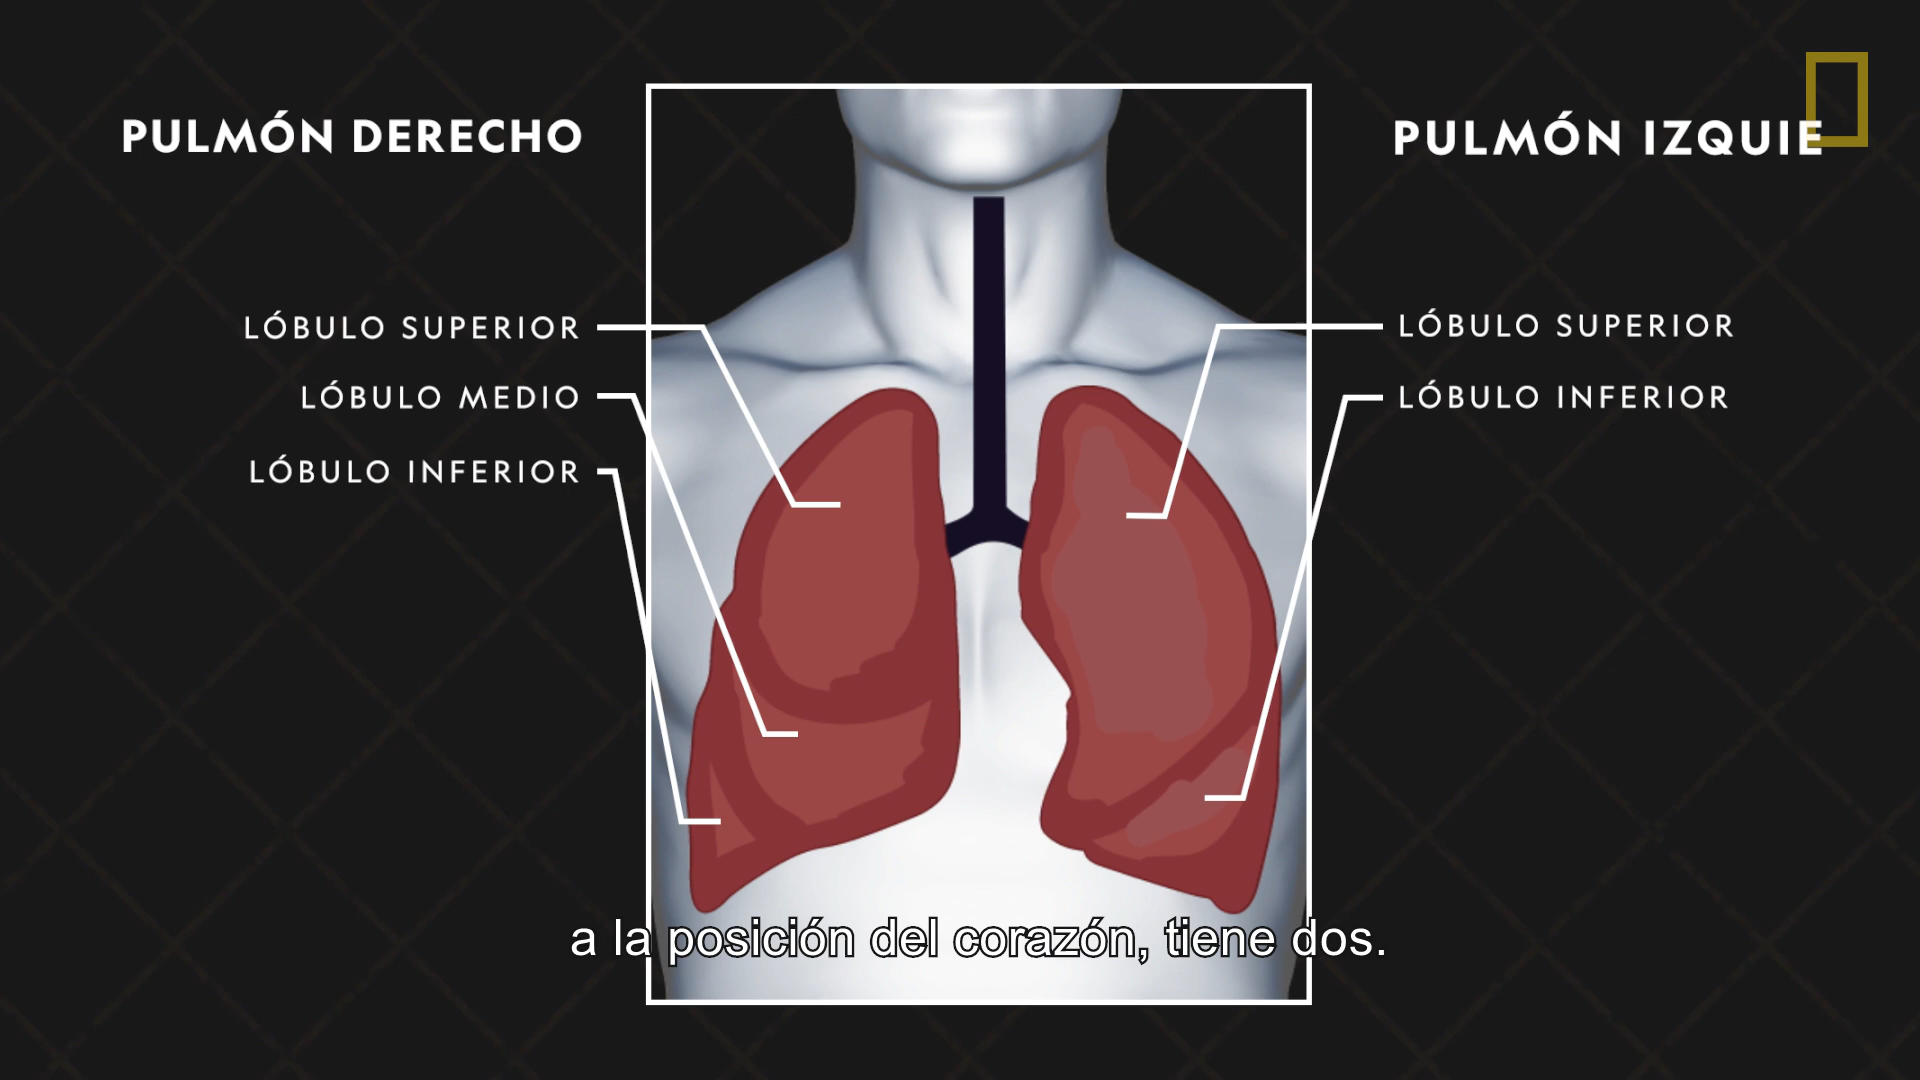 PULMÓN DERECHO
LÓBULO SUPERIOR
LÓBULO MEDIO
LÓBULO INFERIOR
PULMÓN IZQUIE
LÓBULO SUPERIOR
LÓBULO INFERIOR
a la posición del corazón, tiene dos.